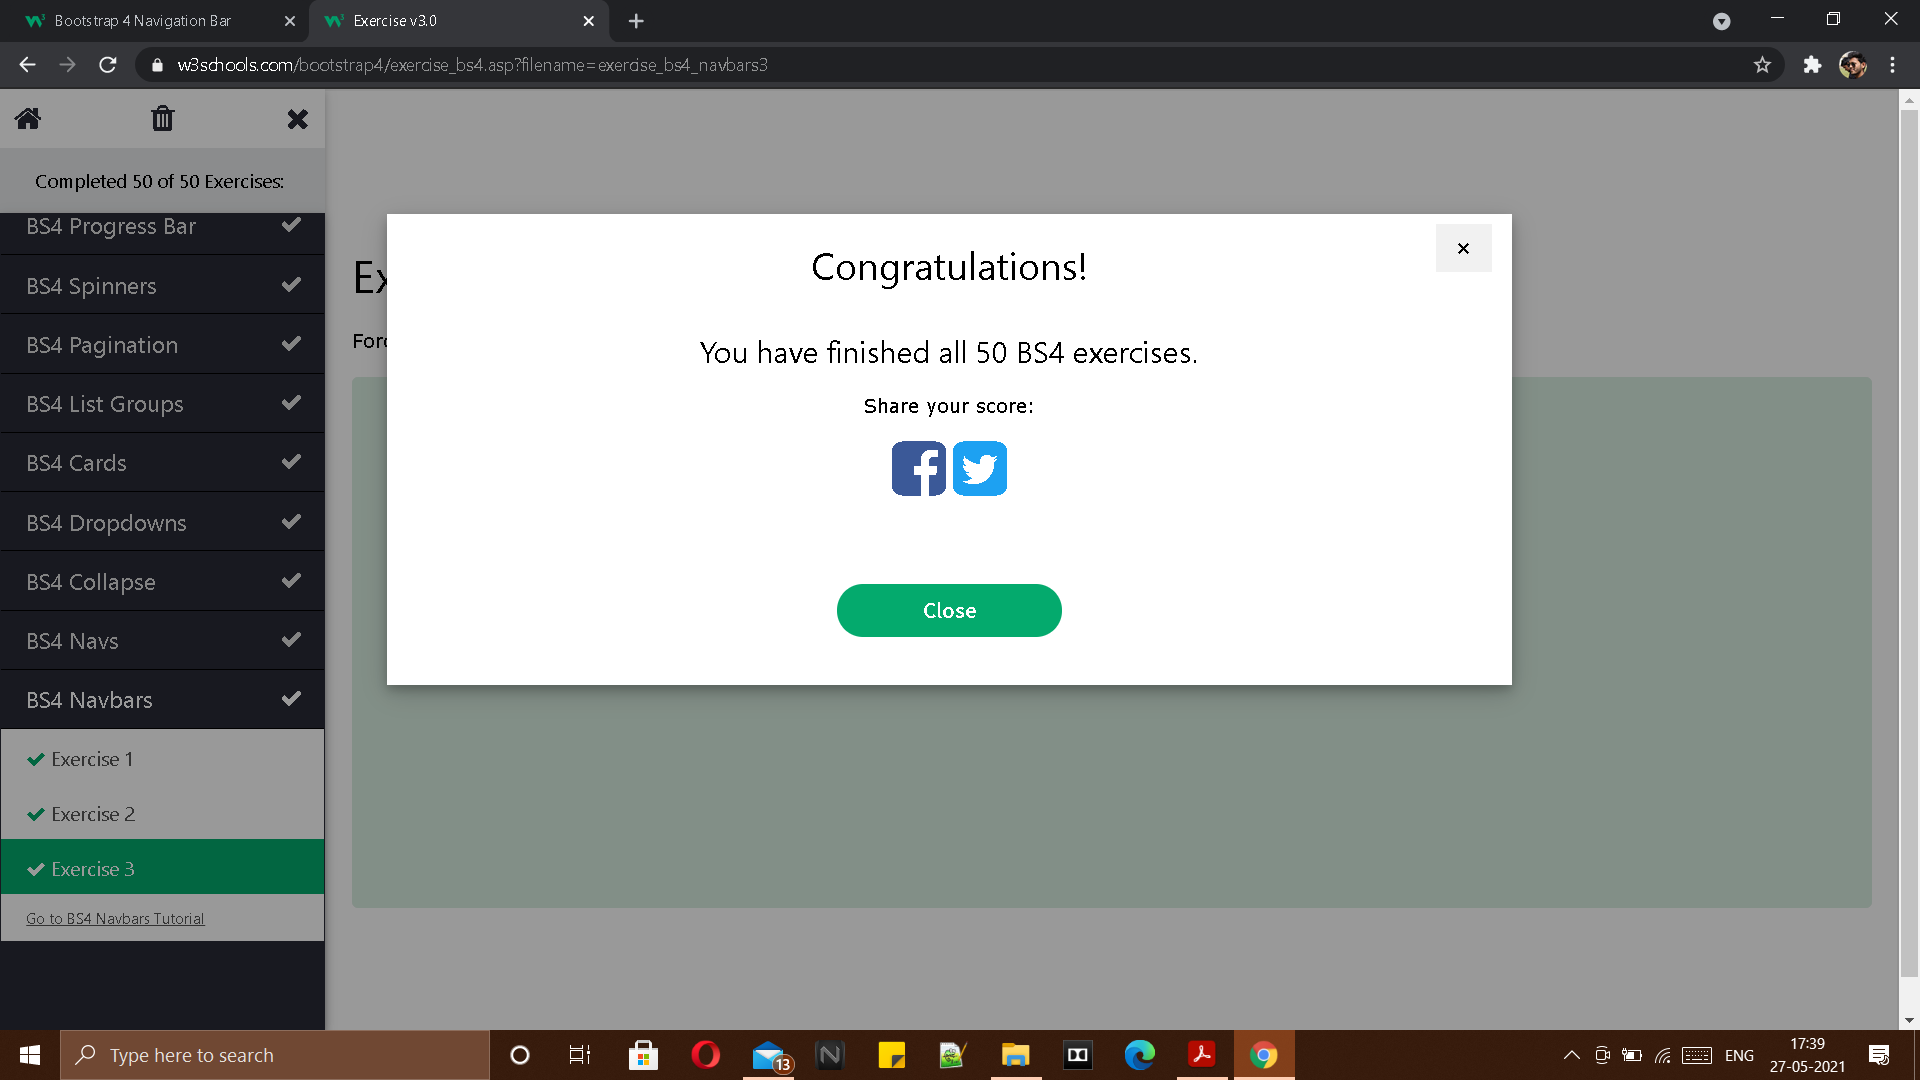 Bootstrap 4 Navigation Bar
Exercise v3.0
w3schools.com/bootstrap4/exercise_bs4.asp?filename=exercise_bs4_navbars3
Completed 50 of 50 Exercises:
BS4 Progress Bar
BS4 Spinners
BS4 Pagination
BS4 List Groups
BS4 Cards
BS4 Dropdowns
BS4 Collapse
BS4 Navs
BS4 Navbars
Exercise 1
Exercise 2
Exercise 3
Go to BS4 Navbars Tutorial
Congratulations!
You have finished all 50 BS4 exercises.
Share your score:
Close
Type here to search
13
ENG
17:39
27-05-2021